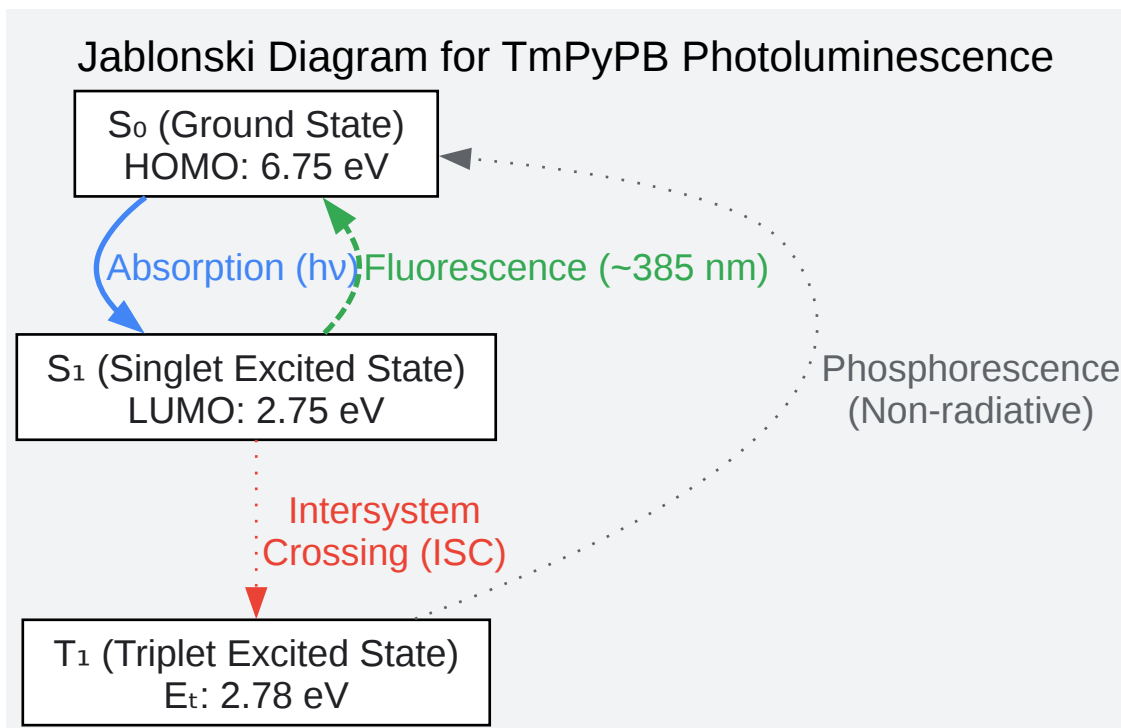 Jablonski Diagram for TmPyPB Photoluminescence
S₀ (Ground State)
HOMO: 6.75 eV
Absorption (hν)
Fluorescence (~385 nm)
S₁ (Singlet Excited State)
LUMO: 2.75 eV
Phosphorescence
(Non-radiative)
Intersystem
Crossing (ISC)
T₁ (Triplet Excited State)
Eₜ: 2.78 eV